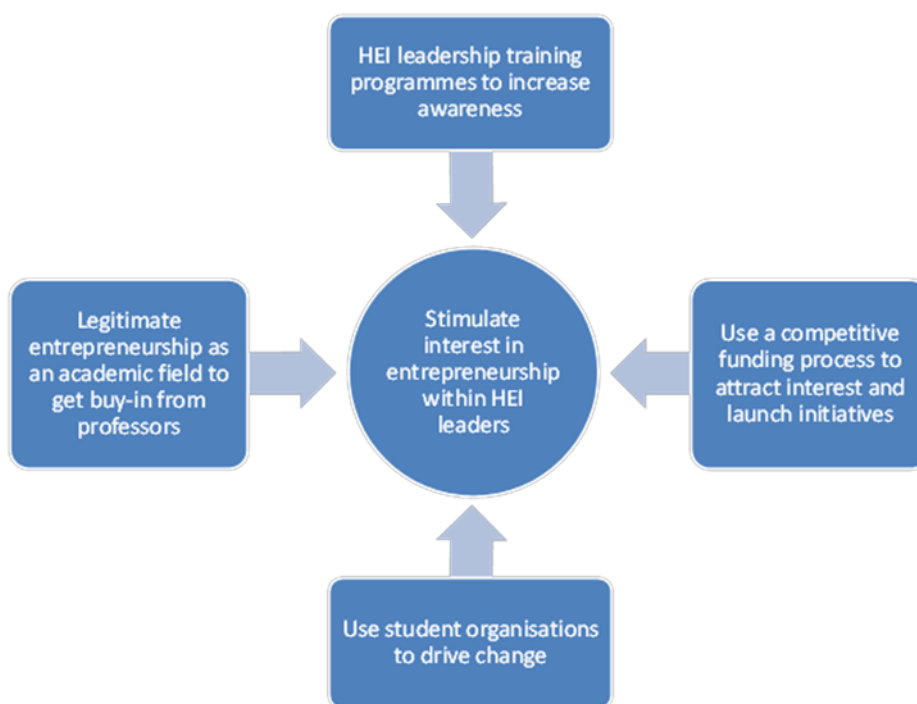 HEI leadership training
programmes to increase
awareness
Legitimate
entrepreneurship as
an academic field to
get buy-in from
professors
Stimulate
interest in
entrepreneurship
within HEI
leaders
Use a competitive
funding process to
attract interest and
launch initiatives
Use student organisations
to drive change